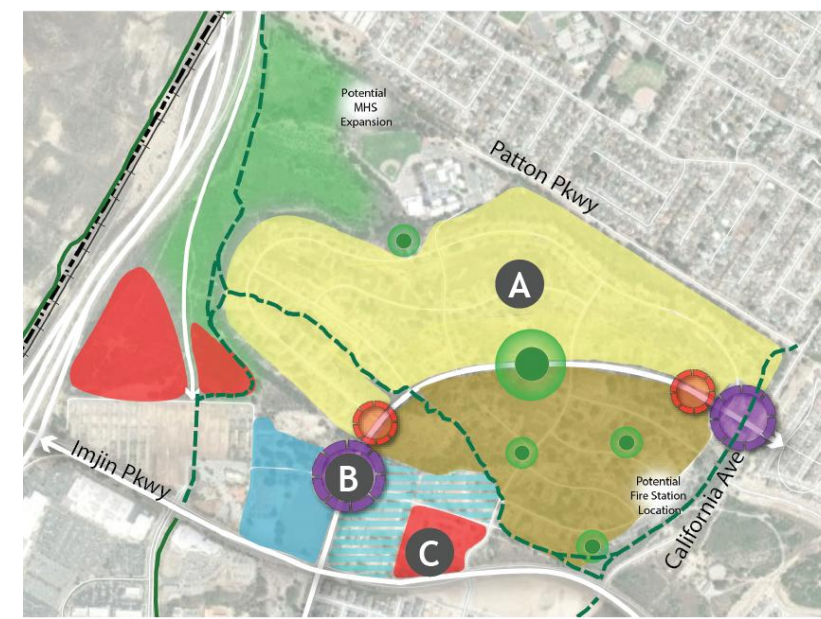 Potential
MHS
Expansion
Patton Pkwy
A
Imjin Pkwy
B
Potential
Fire Station
Location
California Ave
C